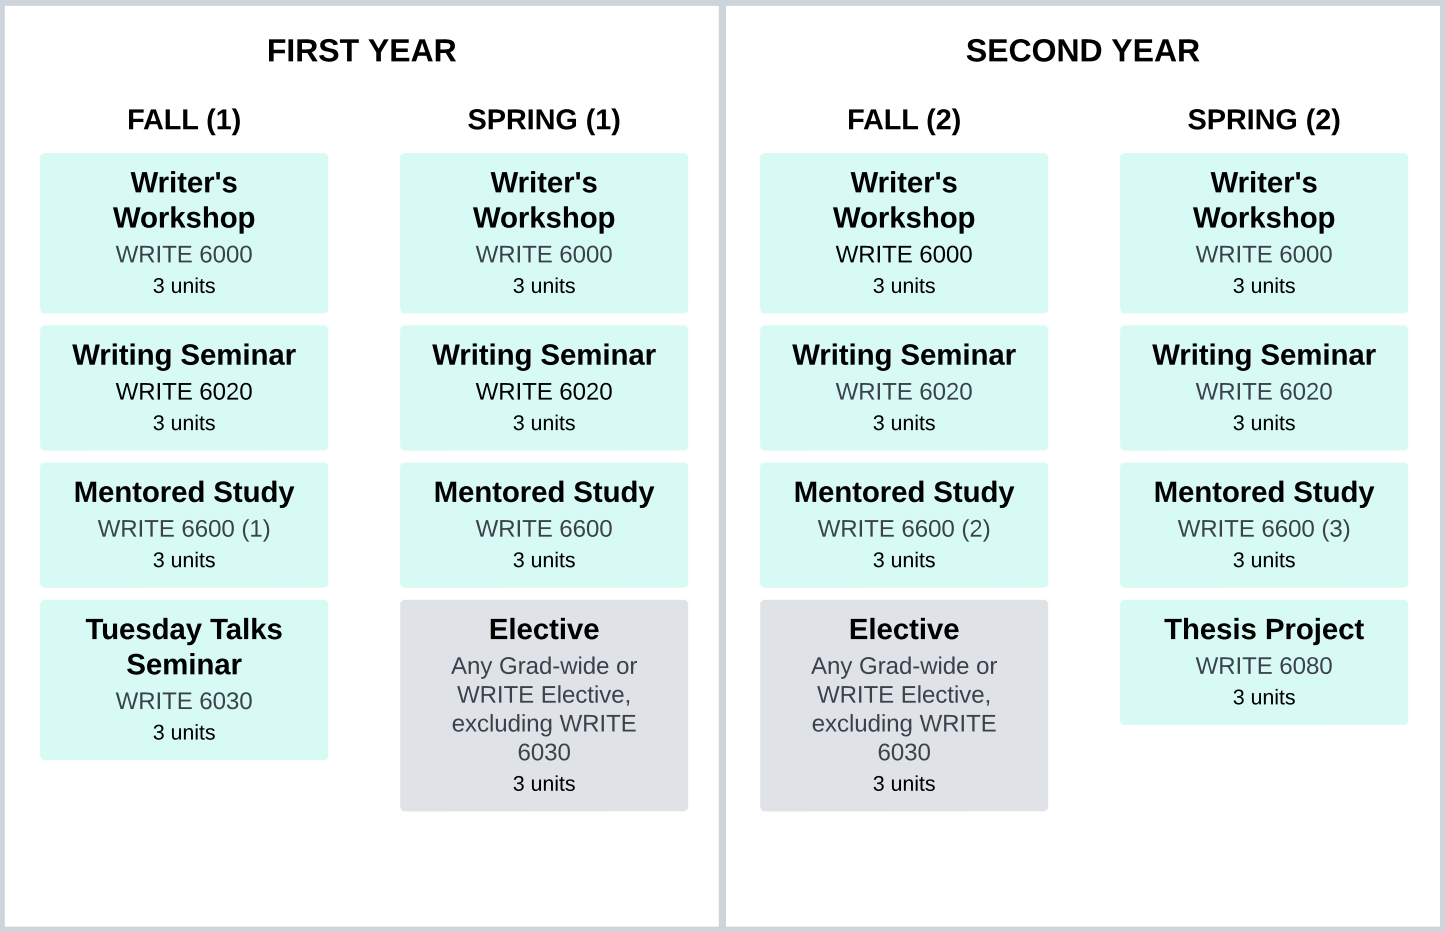 FIRST YEAR
FALL (1)
Writer's
Workshop
WRITE 6000
3 units
Writing Seminar
WRITE 6020
3 units
Mentored Study
WRITE 6600 (1)
3 units
Tuesday Talks
Seminar
WRITE 6030
3 units
SPRING (1)
Writer's
Workshop
WRITE 6000
3 units
Writing Seminar
WRITE 6020
3 units
Mentored Study
WRITE 6600
3 units
Elective
Any Grad-wide or
WRITE Elective,
excluding WRITE
6030
3 units
SECOND YEAR
FALL (2)
Writer's
Workshop
WRITE 6000
3 units
Writing Seminar
WRITE 6020
3 units
Mentored Study
WRITE 6600 (2)
3 units
Elective
Any Grad-wide or
WRITE Elective,
excluding WRITE
6030
3 units
SPRING (2)
Writer's
Workshop
WRITE 6000
3 units
Writing Seminar
WRITE 6020
3 units
Mentored Study
WRITE 6600 (3)
3 units
Thesis Project
WRITE 6080
3 units